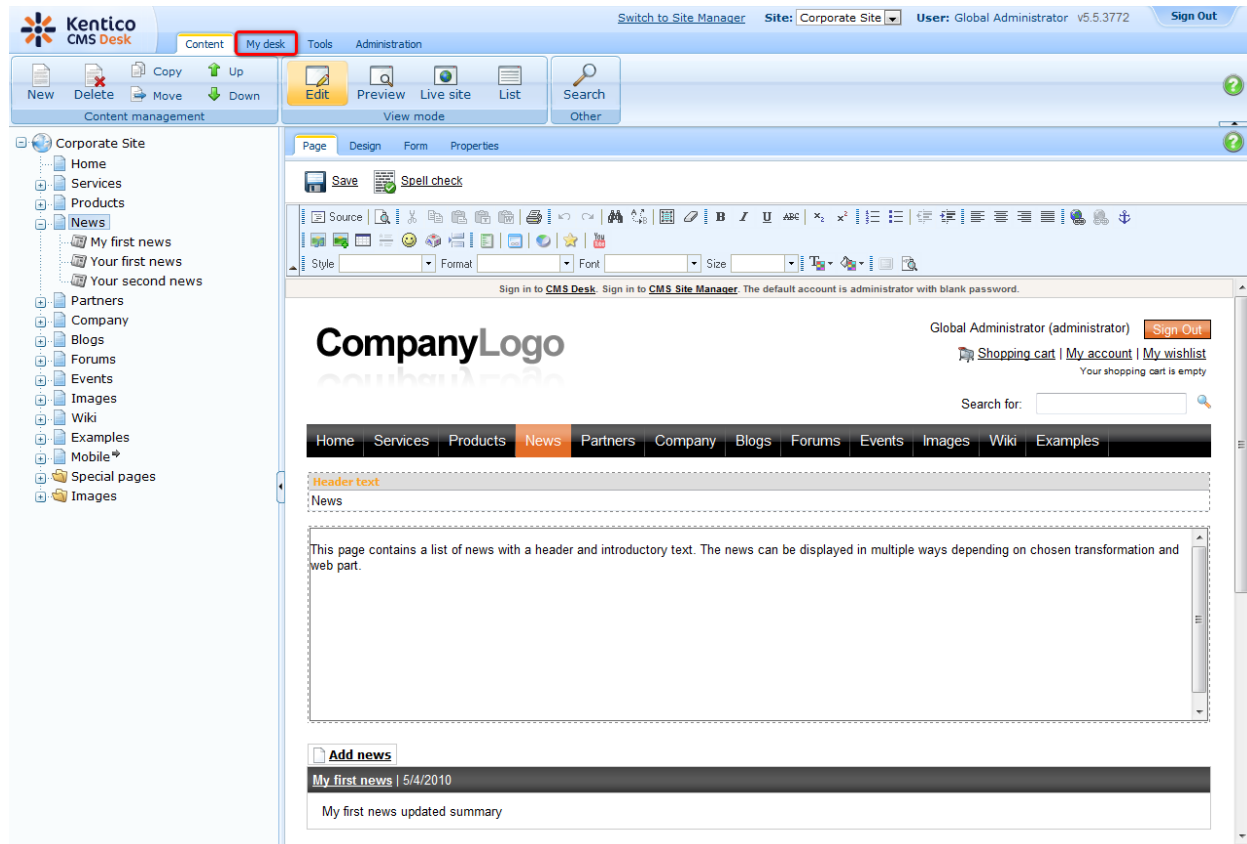 Kentico
CMS Desk
Switch to Site Manager Site: Corporate Site User: Global Administrator v5.5.3772 Sign Out
Content My desk Tools Administration
New Delete Copy Move Up Down
Content management
Edit Preview Live site List
View mode
Search
Other
Corporate Site
Home
Services
Products
News
My first news
Your first news
Your second news
Partners
Company
Blogs
Forums
Events
Images
Wiki
Examples
Mobile
Special pages
Images
Page Design Form Properties
Save Spell check
Source
Style Format Font Size
Sign in to CMS Desk. Sign in to CMS Site Manager. The default account is administrator with blank password.
CompanyLogo
Global Administrator (administrator) Sign Out
Shopping cart | My account | My wishlist
Your shopping cart is empty
Search for:
Home Services Products News Partners Company Blogs Forums Events Images Wiki Examples
Header text
News
This page contains a list of news with a header and introductory text. The news can be displayed in multiple ways depending on chosen transformation and
web part.
Add news
My first news | 5/4/2010
My first news updated summary